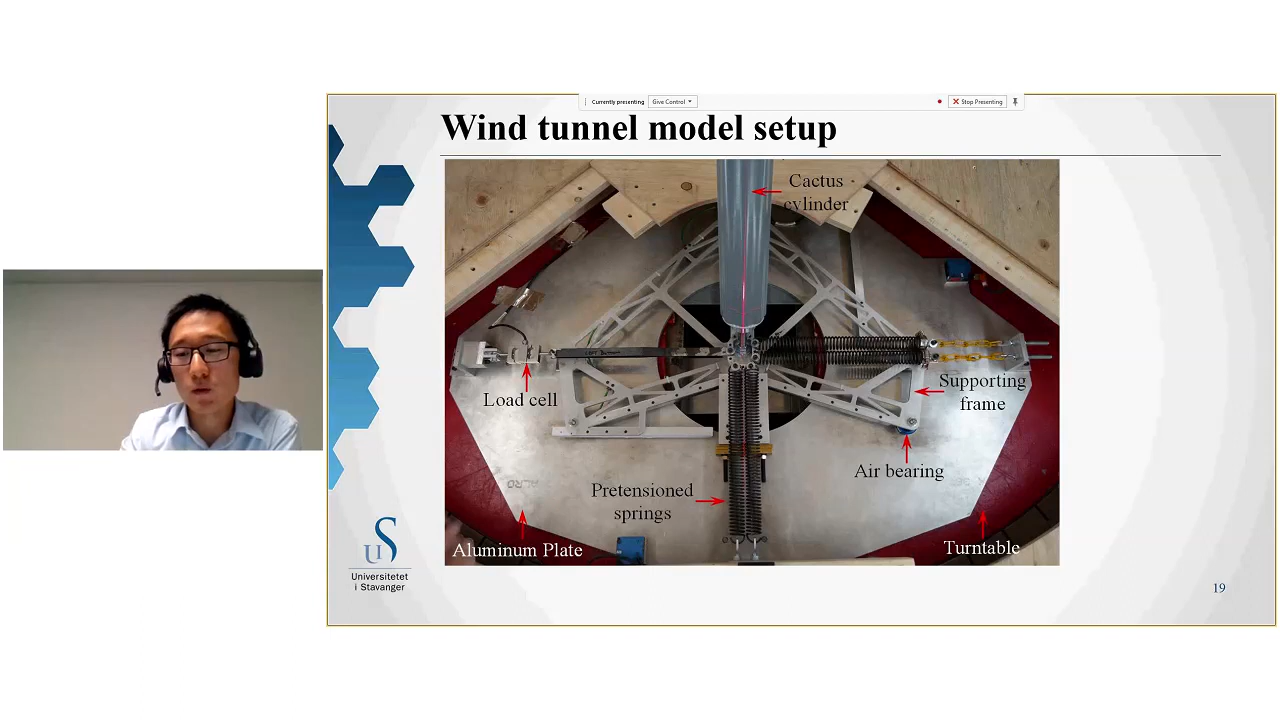 Currently presenting
Give Control
Stop Presenting
Wind tunnel model setup
Cactus
cylinder
Load cell
Supporting
frame
Air bearing
Pretensioned
springs
Aluminum Plate
Turntable
uS
Universitetet
i Stavanger
19